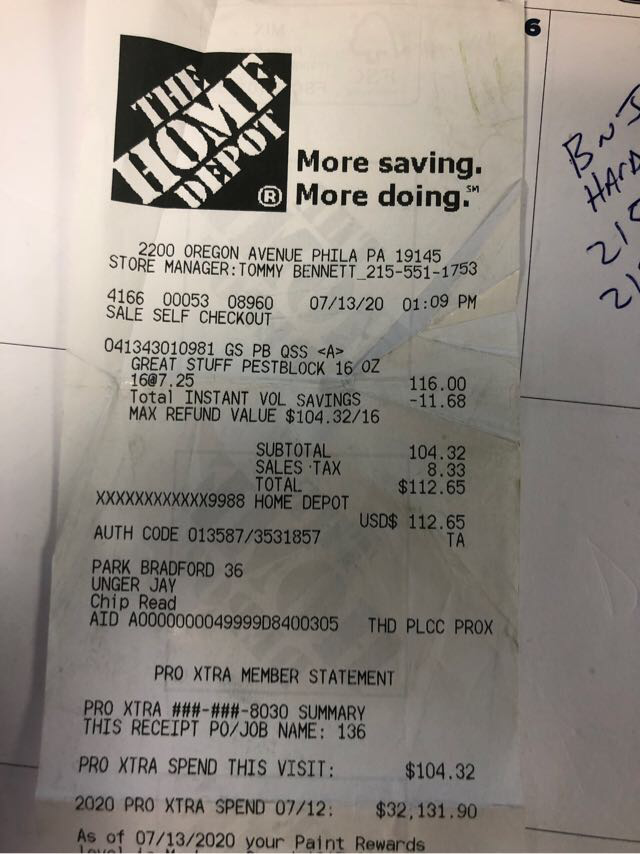 THE
HOME
DEPOT
®
More saving.
More doing.℠
2200 OREGON AVENUE PHILA PA 19145
STORE MANAGER:TOMMY BENNETT_215-551-1753
4166 00053 08960 07/13/20 01:09 PM
SALE SELF CHECKOUT
041343010981 GS PB QSS <A>
GREAT STUFF PESTBLOCK 16 OZ
16@7.25 116.00
Total INSTANT VOL SAVINGS -11.68
MAX REFUND VALUE $104.32/16
SUBTOTAL 104.32
SALES TAX 8.33
TOTAL $112.65
XXXXXXXXXXXX9988 HOME DEPOT
USD$ 112.65
AUTH CODE 013587/3531857 TA
PARK BRADFORD 36
UNGER JAY
Chip Read
AID A0000000049999D8400305 THD PLCC PROX
PRO XTRA MEMBER STATEMENT
PRO XTRA ###-###-8030 SUMMARY
THIS RECEIPT PO/JOB NAME: 136
PRO XTRA SPEND THIS VISIT: $104.32
2020 PRO XTRA SPEND 07/12: $32,131.90
As of 07/13/2020 your Paint Rewards
6